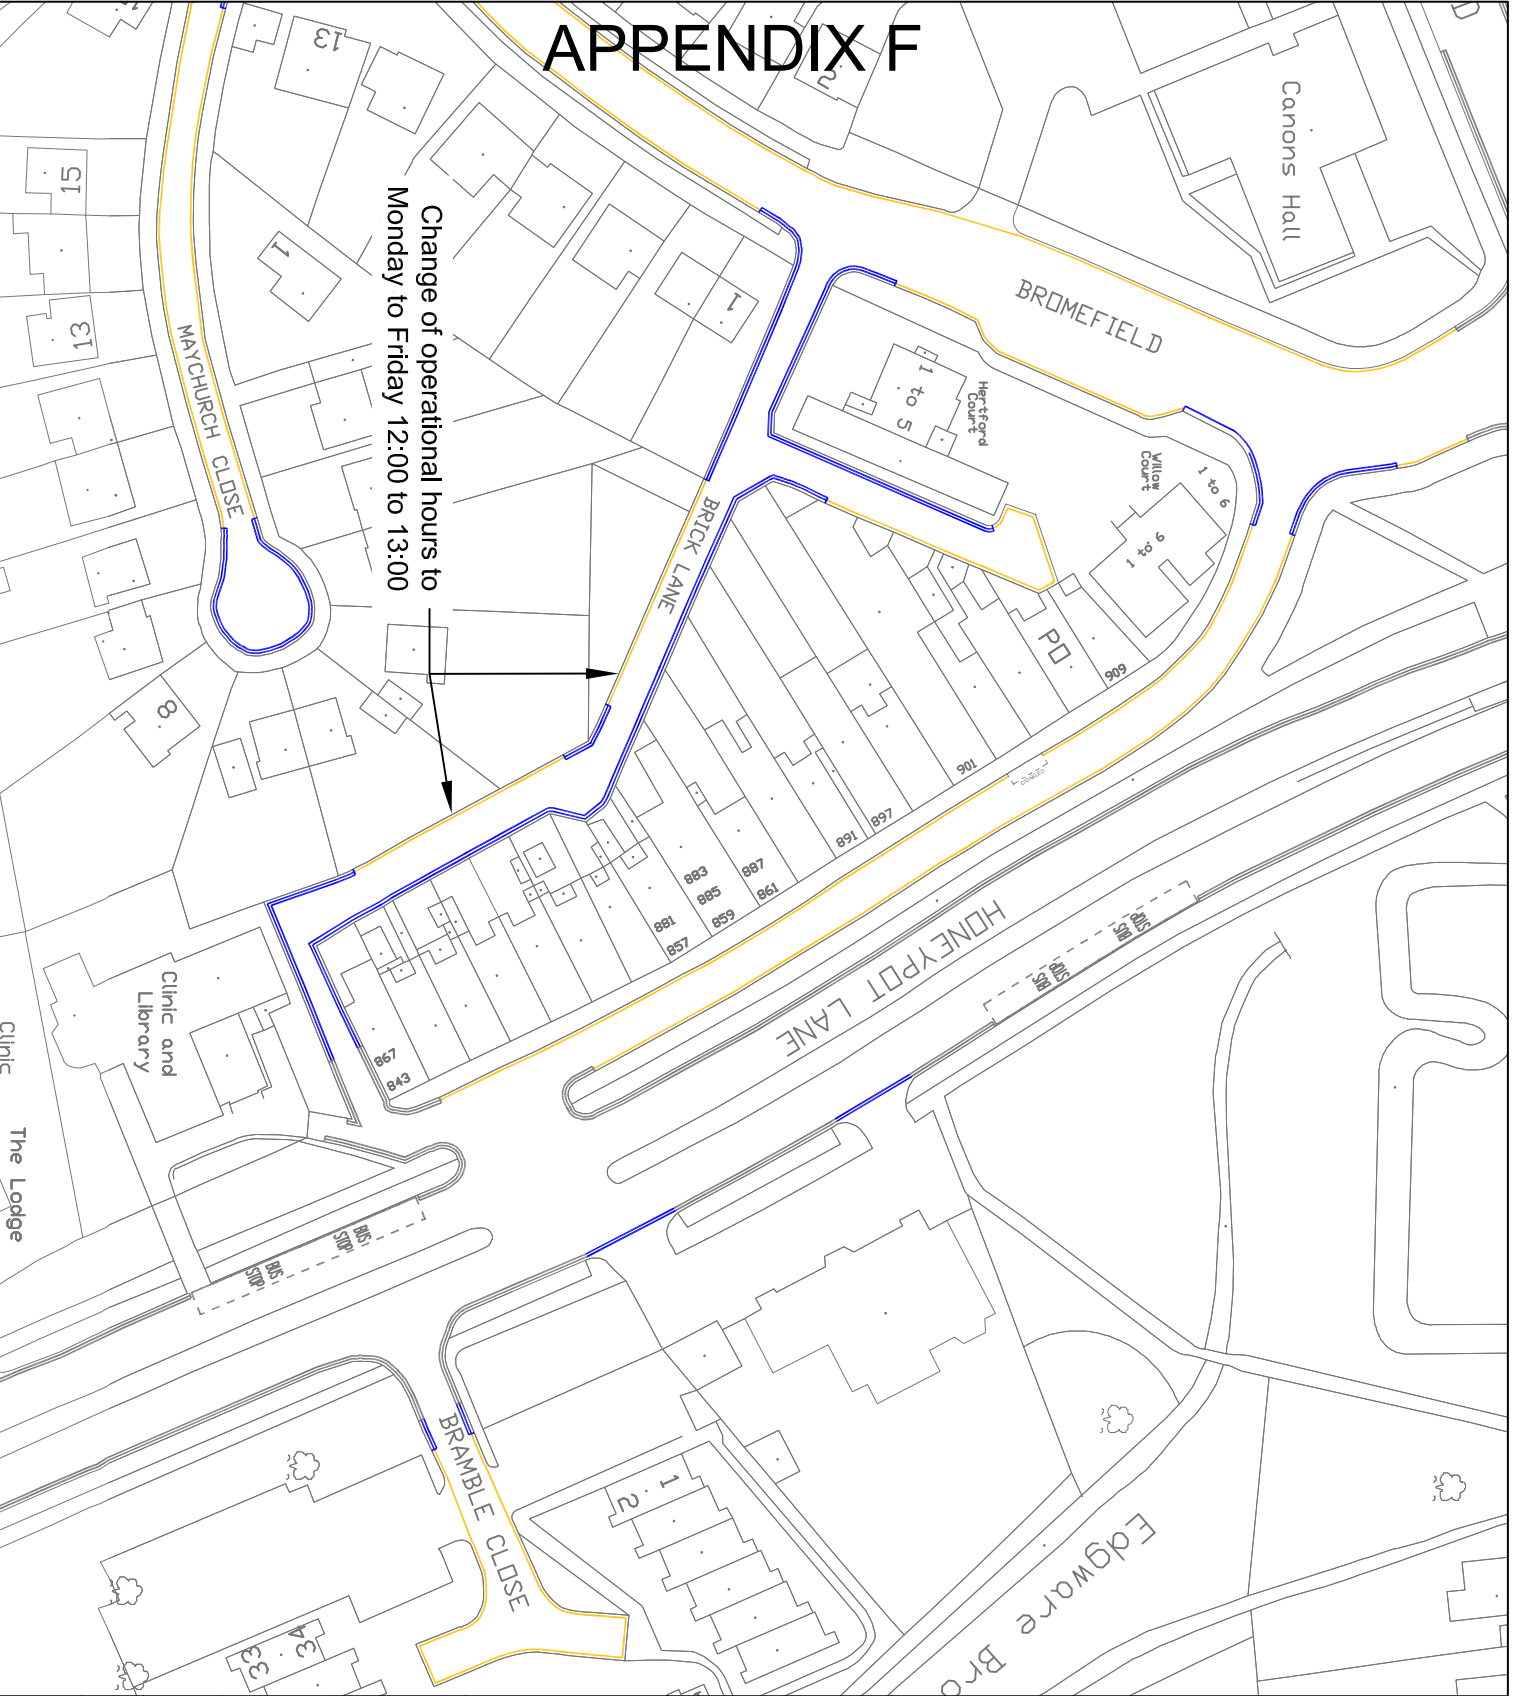 APPENDIX F
Change of operational hours to
Monday to Friday 12:00 to 13:00
Canons Hall
BROMEFIELD
2
13
15
1
13
MAYCHURCH CLOSE
8
1
BRICK LANE
Hertford
Court
1 to 5
Willow
Court
1 to 6
1 to 6
PO
909
901
DISABLED
897
891
887
861
883
885
859
881
857
867
843
HONEYPOT LANE
BUS
STOP
BUS
STOP
Clinic and
Library
Clinic
The Lodge
BUS
STOP
BUS
STOP
BRAMBLE CLOSE
1
2
33
34
Edgware Bro